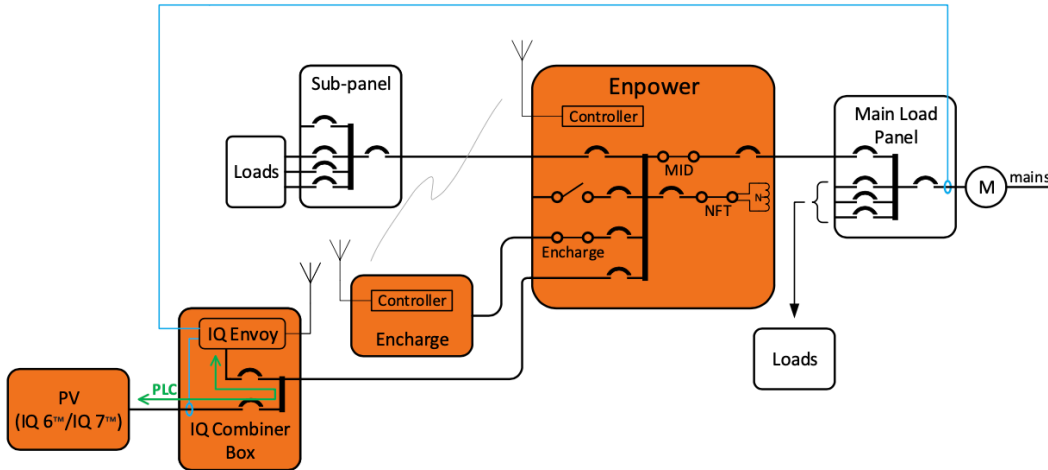 Sub-panel
Enpower
Controller
Main Load
Panel
Loads
MID
M
mains
N
NFT
Encharge
Controller
Encharge
IQ Envoy
Loads
PLC
PV
(IQ 6™/IQ 7™)
IQ Combiner
Box